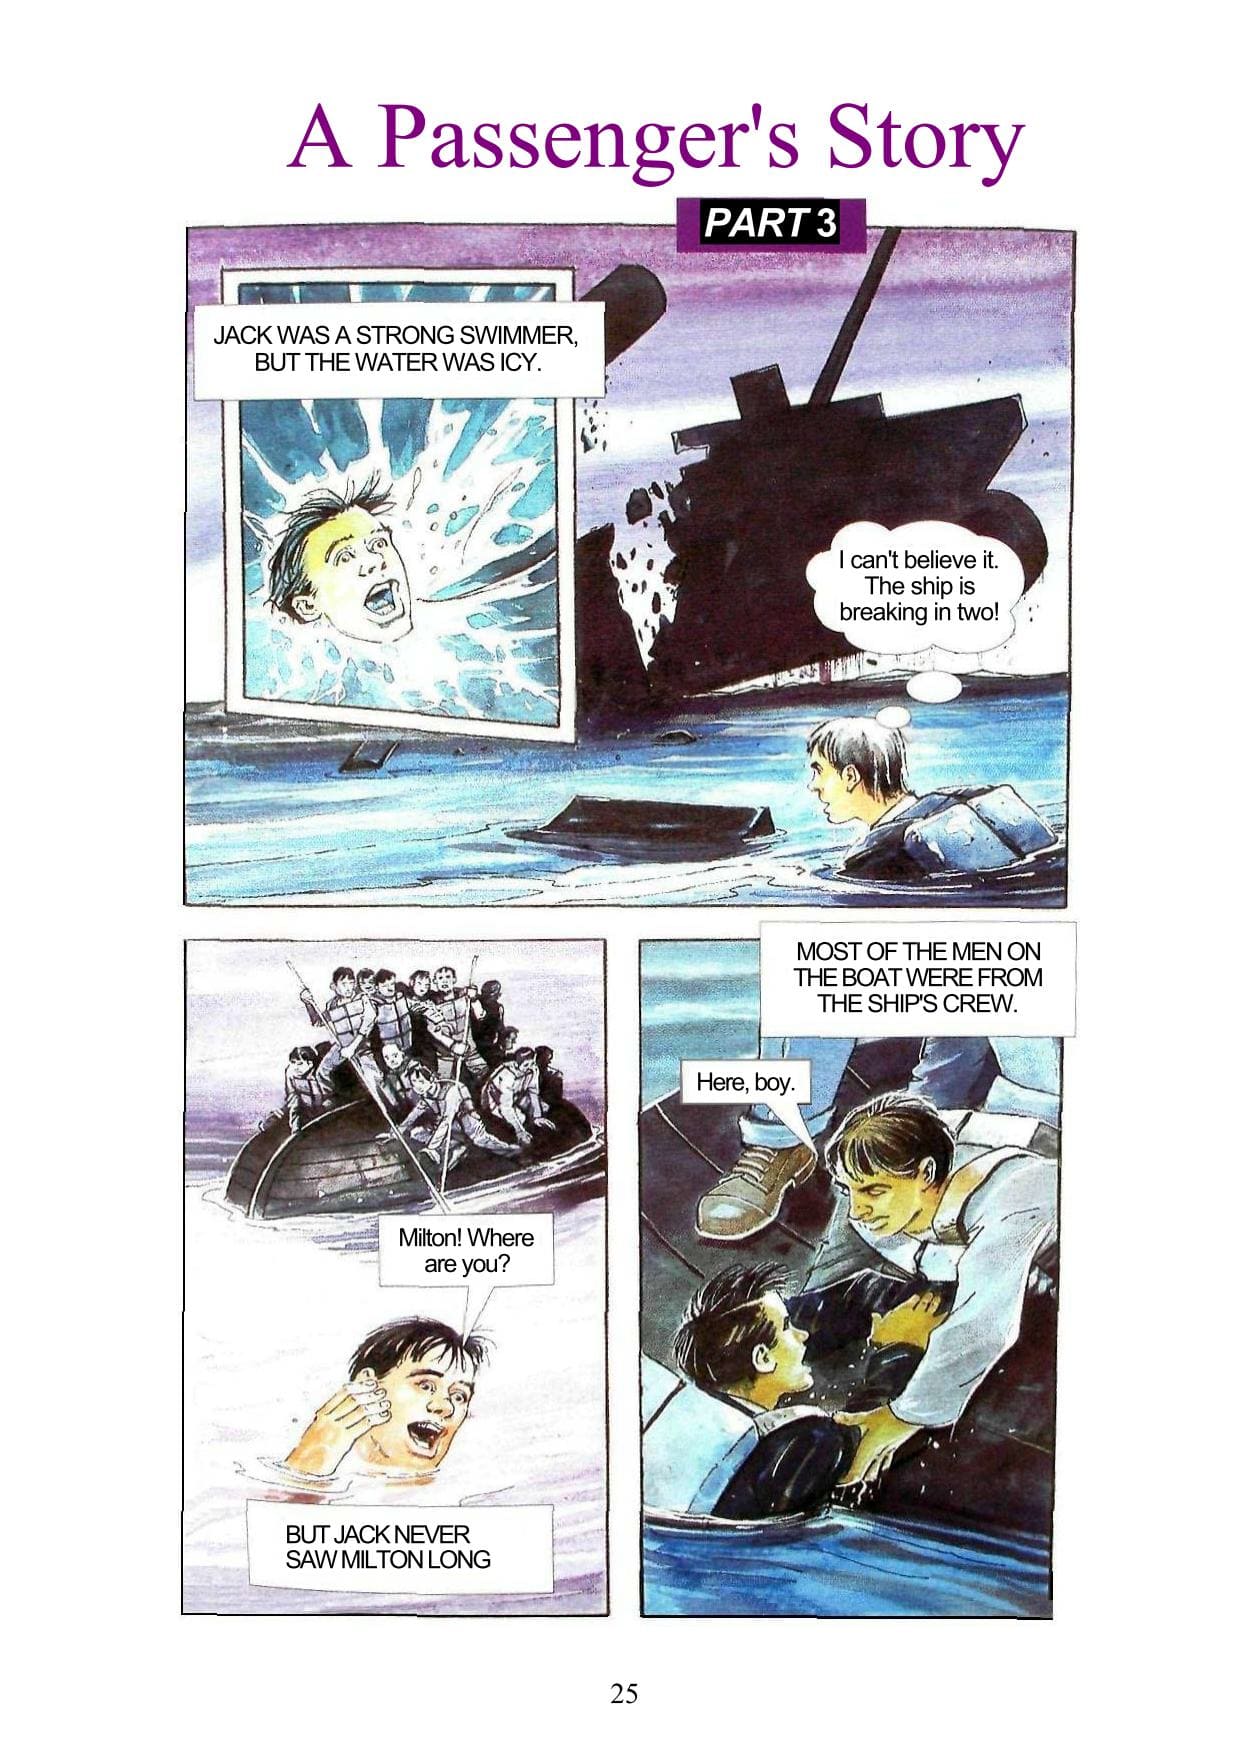 A Passenger's Story
PART 3
JACK WAS A STRONG SWIMMER,
BUT THE WATER WAS ICY.
I can't believe it.
The ship is
breaking in two!
Milton! Where
are you?
BUT JACK NEVER
SAW MILTON LONG
MOST OF THE MEN ON
THE BOAT WERE FROM
THE SHIP'S CREW.
Here, boy.
25